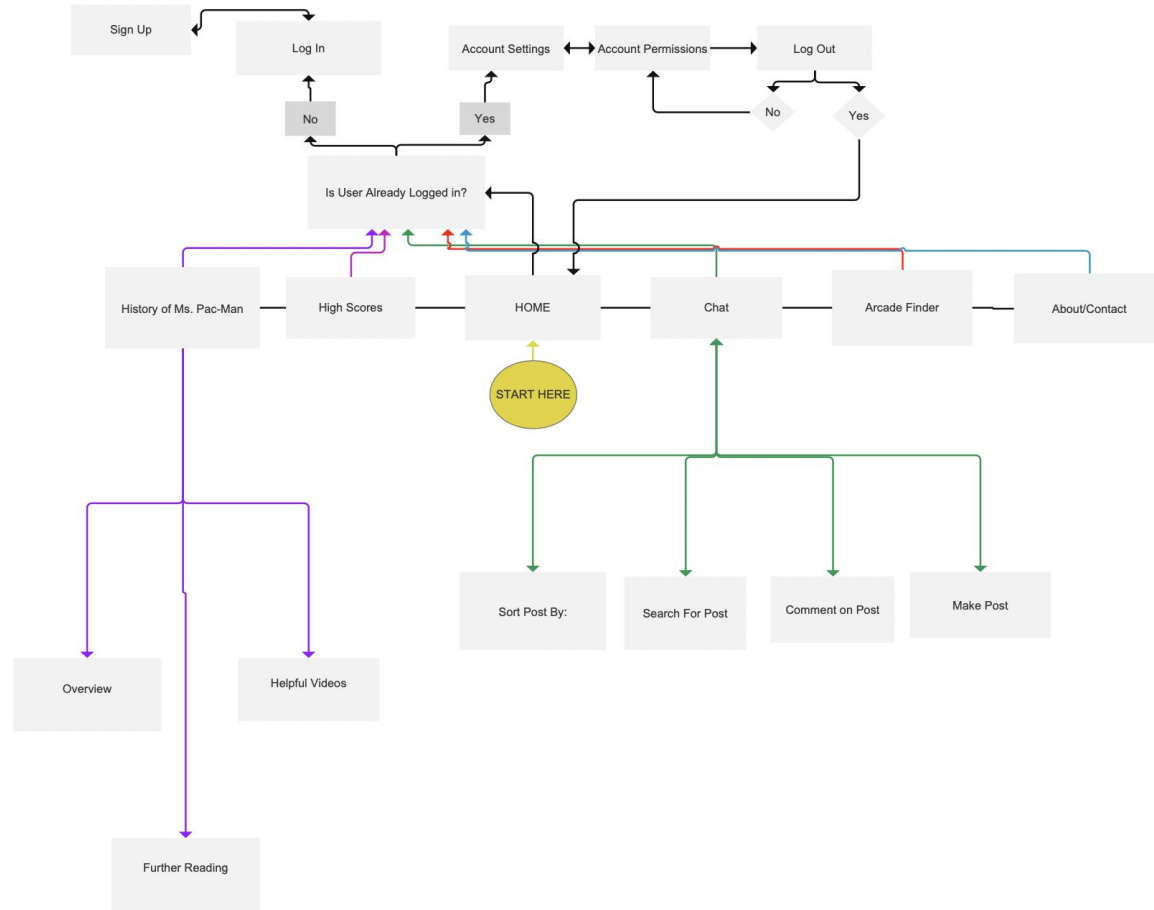 Sign Up
Log In
Account Settings
Account Permissions
Log Out
No
Yes
No
Yes
Is User Already Logged in?
History of Ms. Pac-Man
High Scores
HOME
Chat
Arcade Finder
About/Contact
START HERE
Sort Post By:
Search For Post
Comment on Post
Make Post
Overview
Helpful Videos
Further Reading